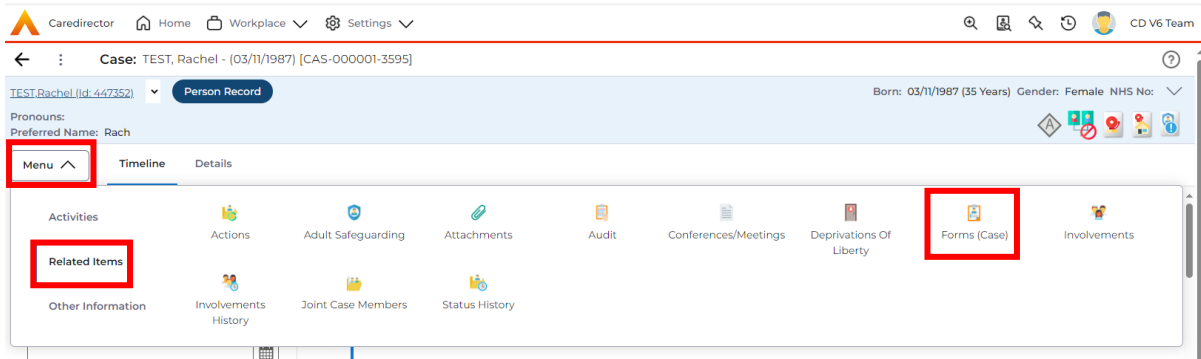 Caredirector Home Workplace Settings CD V6 Team
Case: TEST, Rachel - (03/11/1987) [CAS-000001-3595]
TEST,Rachel (Id: 447352) Person Record Born: 03/11/1987 (35 Years) Gender: Female NHS No:
Pronouns:
Preferred Name: Rach
Menu Timeline Details
Activities
Actions Adult Safeguarding Attachments Audit Conferences/Meetings Deprivations Of Liberty Forms (Case) Involvements
Related Items
Other Information
Involvements History Joint Case Members Status History